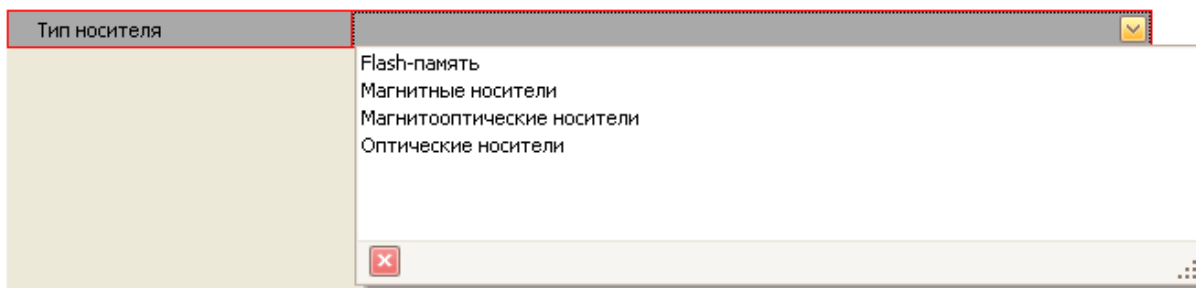 Тип носителя
Flash-память
Магнитные носители
Магнитооптические носители
Оптические носители